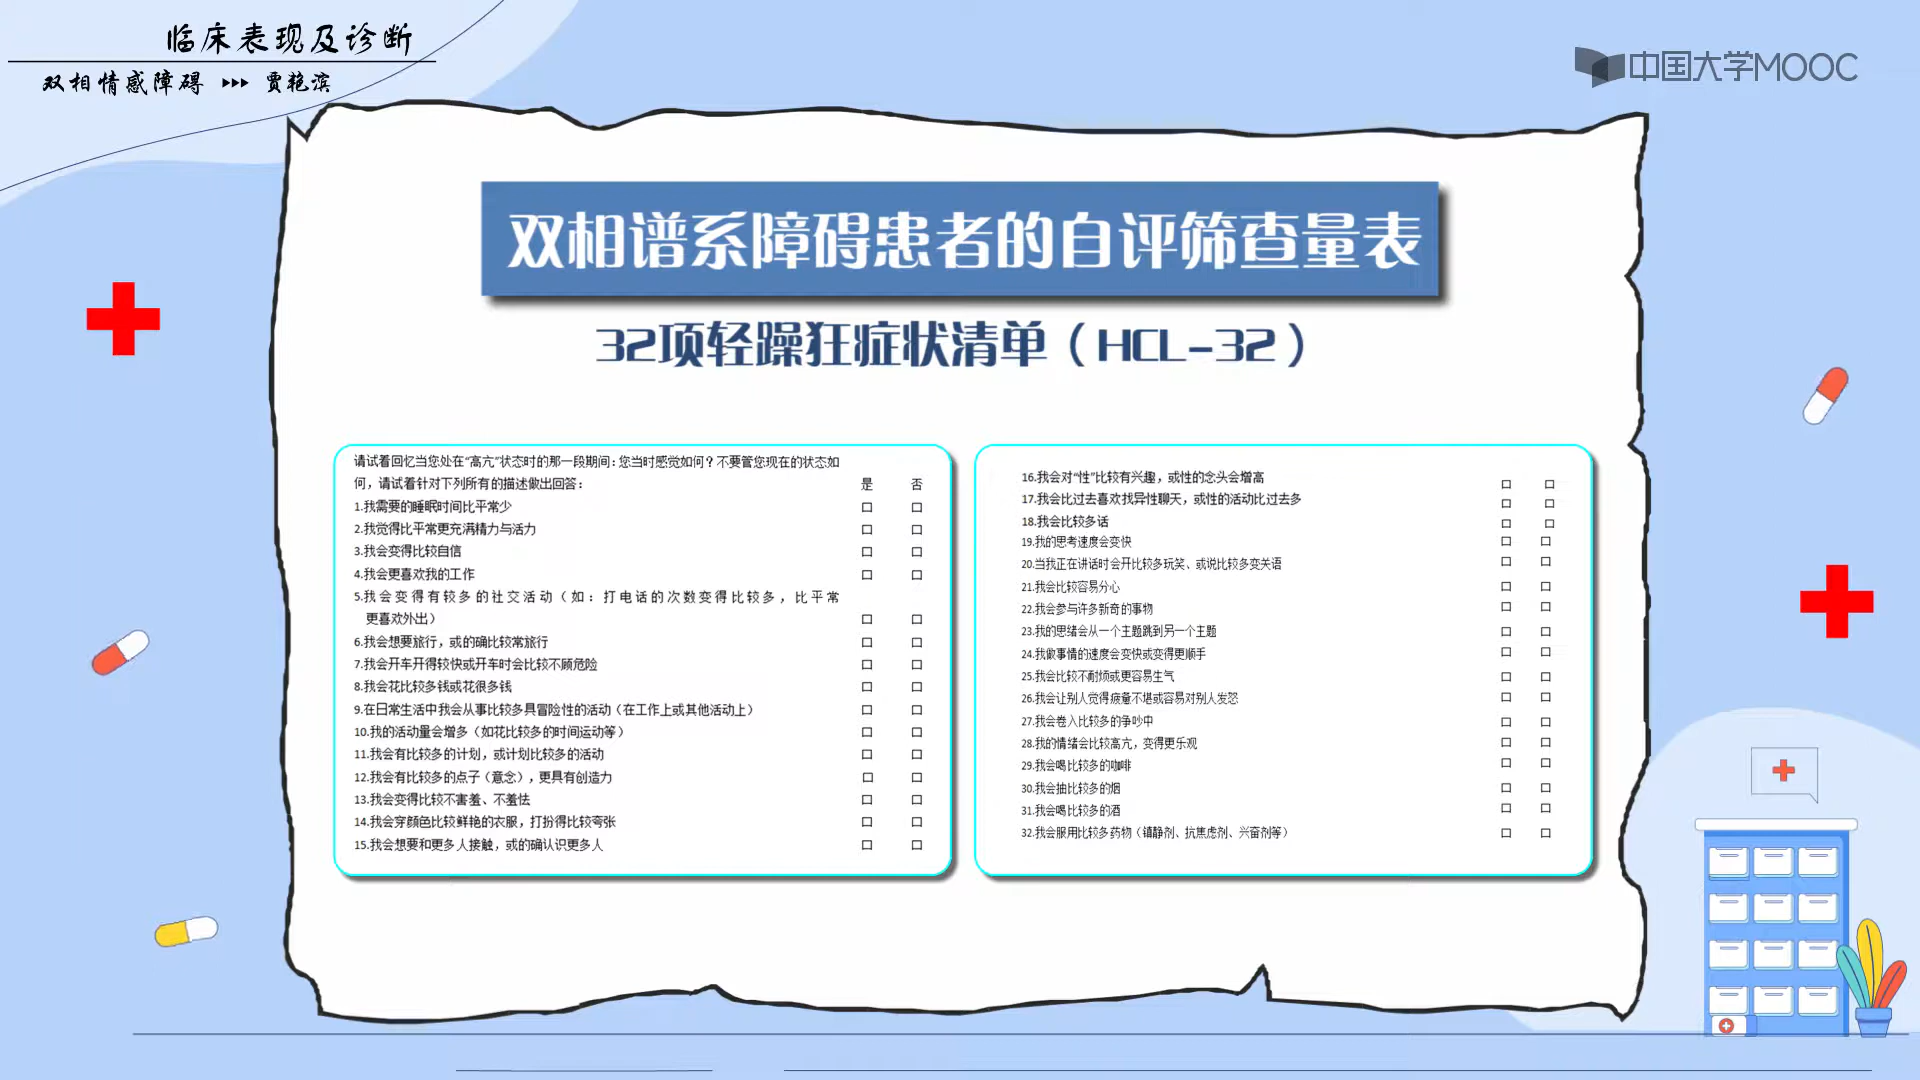 临床表现及诊断
双相情感障碍 ▸▸▸ 贾艳滨
中国大学MOOC
双相谱系障碍患者的自评筛查量表
32项轻躁狂症状清单（HCL-32）
请试着回忆当您处在“高亢”状态时的那一段期间：您当时感觉如何？不要管您现在的状态如
何，请试着针对下列所有的描述做出回答： 是 否
1.我需要的睡眠时间比平常少 □ □
2.我觉得比平常更充满精力与活力 □ □
3.我会变得比较自信 □ □
4.我会更喜欢我的工作 □ □
5.我会变得有较多的社交活动（如：打电话的次数变得比较多，比平常
更喜欢外出） □ □
6.我会想要旅行，或的确比较常旅行 □ □
7.我会开车开得较快或开车时会比较不顾危险 □ □
8.我会花比较多钱或花很多钱 □ □
9.在日常生活中我会从事比较多具冒险性的活动（在工作上或其他活动上） □ □
10.我的活动量会增多（如花比较多的时间运动等） □ □
11.我会有比较多的计划，或计划比较多的活动 □ □
12.我会有比较多的点子（意念），更具有创造力 □ □
13.我会变得比较不害羞、不羞怯 □ □
14.我会穿颜色比较鲜艳的衣服，打扮得比较夸张 □ □
15.我会想要和更多人接触，或的确认识更多人 □ □
16.我会对“性”比较有兴趣，或性的念头会增高 □ □
17.我会比过去喜欢找异性聊天，或性的活动比过去多 □ □
18.我会比较多话 □ □
19.我的思考速度会变快 □ □
20.当我正在讲话时会开比较多玩笑、或说比较多双关语 □ □
21.我会比较容易分心 □ □
22.我会参与许多新奇的事物 □ □
23.我的思绪会从一个主题跳到另一个主题 □ □
24.我做事情的速度会变快或变得更顺手 □ □
25.我会比较不耐烦或更容易生气 □ □
26.我会让别人觉得疲惫不堪或容易对别人发怒 □ □
27.我会卷入比较多的争吵中 □ □
28.我的情绪会比较高亢，变得更乐观 □ □
29.我会喝比较多的咖啡 □ □
30.我会抽比较多的烟 □ □
31.我会喝比较多的酒 □ □
32.我会服用比较多药物（镇静剂、抗焦虑剂、兴奋剂等） □ □